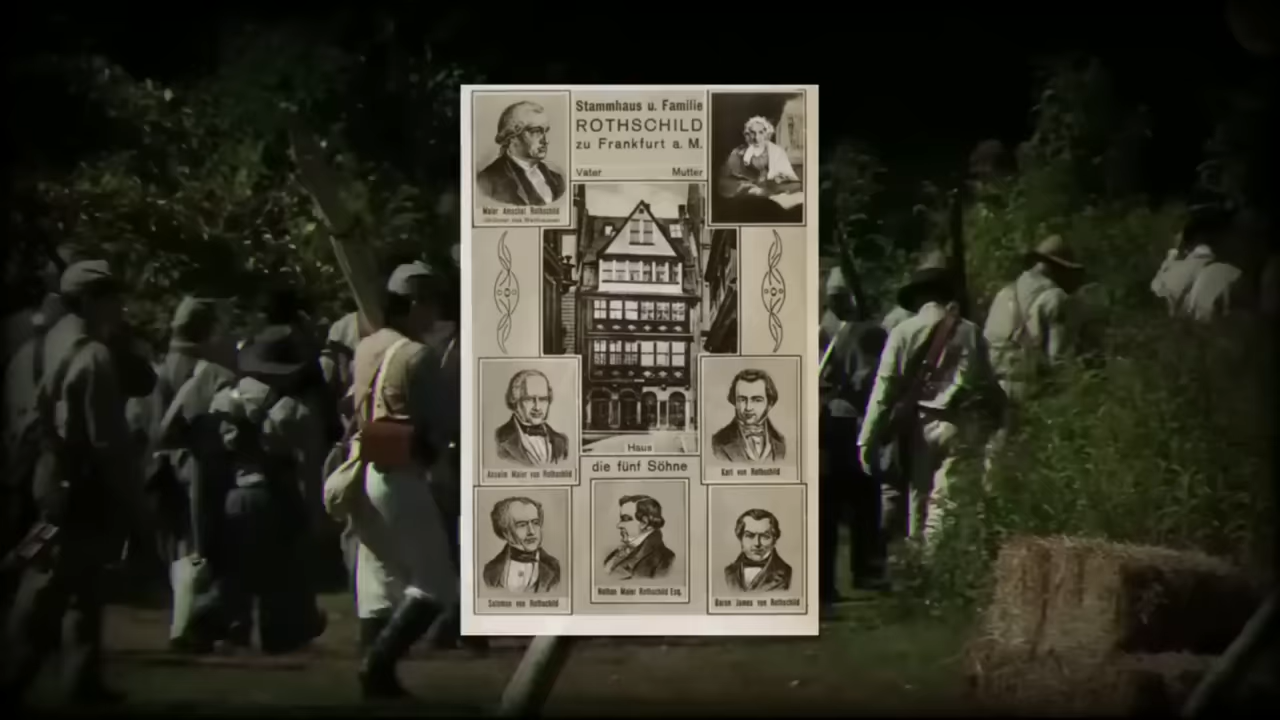 Stammhaus u. Familie
ROTHSCHILD
zu Frankfurt a. M.
Vater Mutter
Maier Amschel Rothschild
Haus
die fünf Söhne
Anselm Maier von Rothschild
Karl von Rothschild
Salomon von Rothschild
Nathan Maier Rothschild Esq.
Baron James von Rothschild